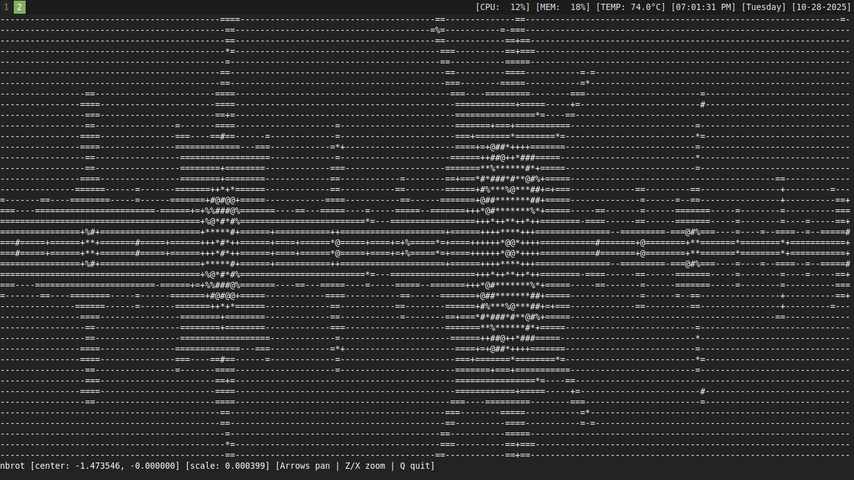 1 2 [CPU: 12%] [MEM: 18%] [TEMP: 74.0°C] [07:01:31 PM] [Tuesday] [10-28-2025]
nbrot [center: -1.473546, -0.000000] [scale: 0.000399] [Arrows pan | Z/X zoom | Q quit]